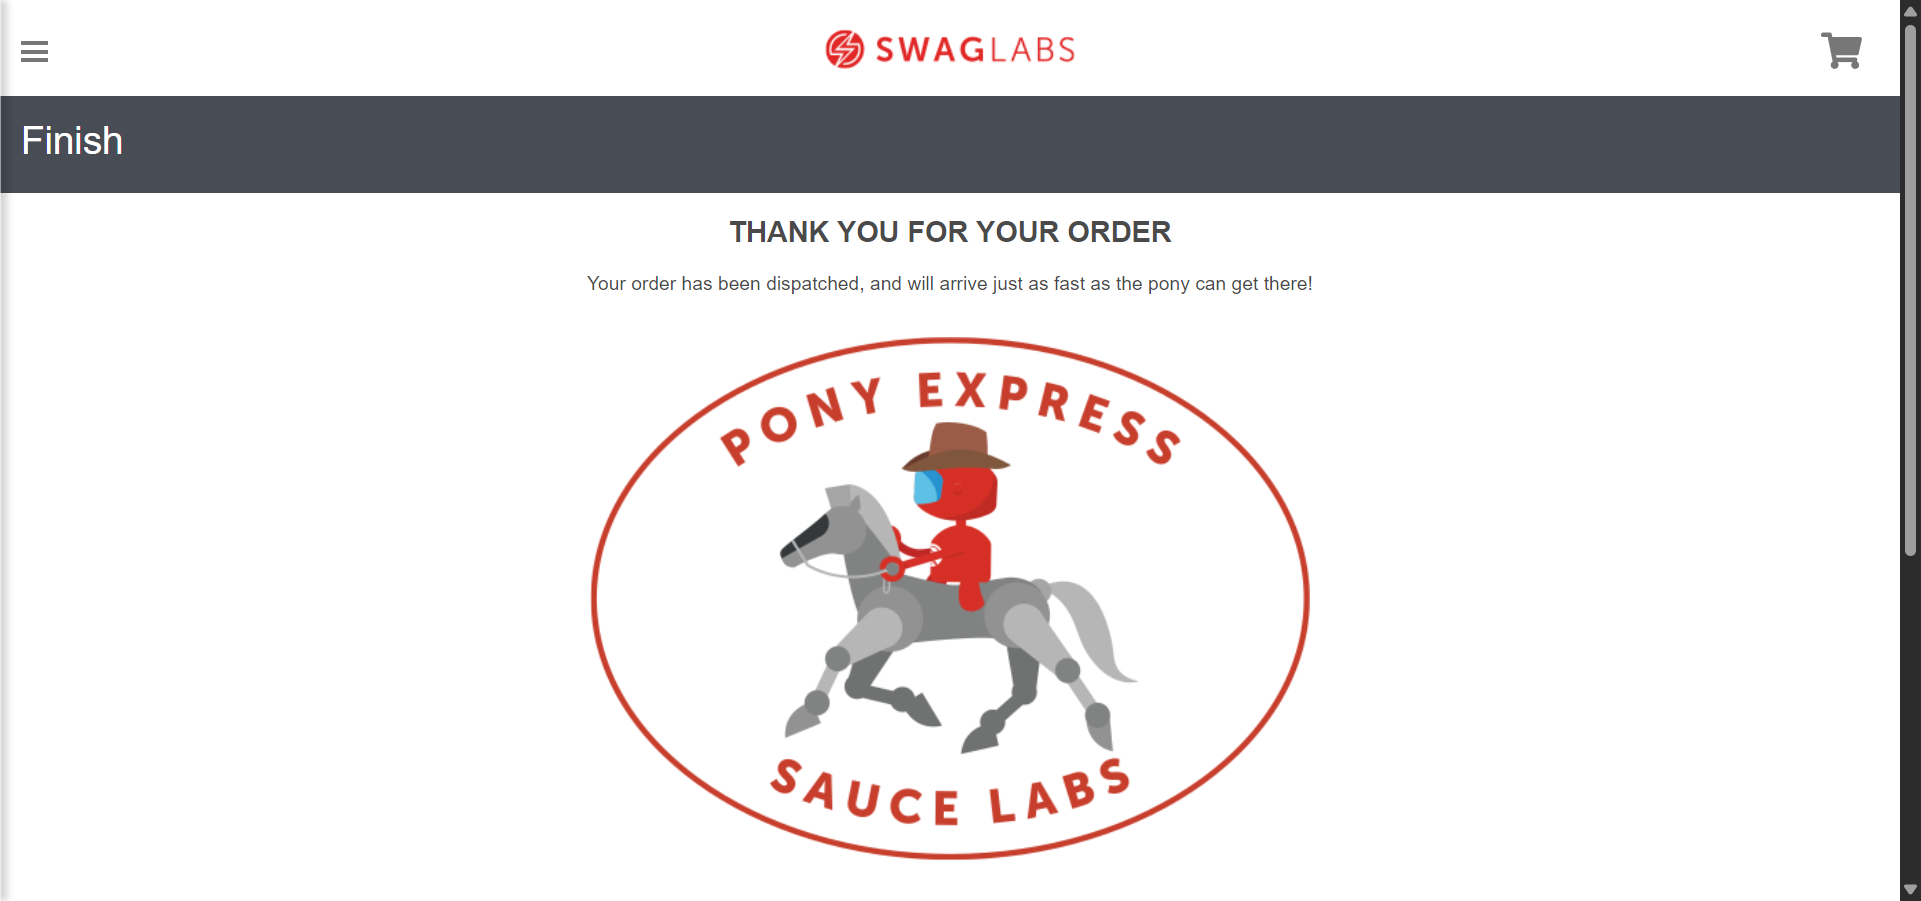 SWAGLABS
Finish
THANK YOU FOR YOUR ORDER
Your order has been dispatched, and will arrive just as fast as the pony can get there!
PONY EXPRESS
SAUCE LABS